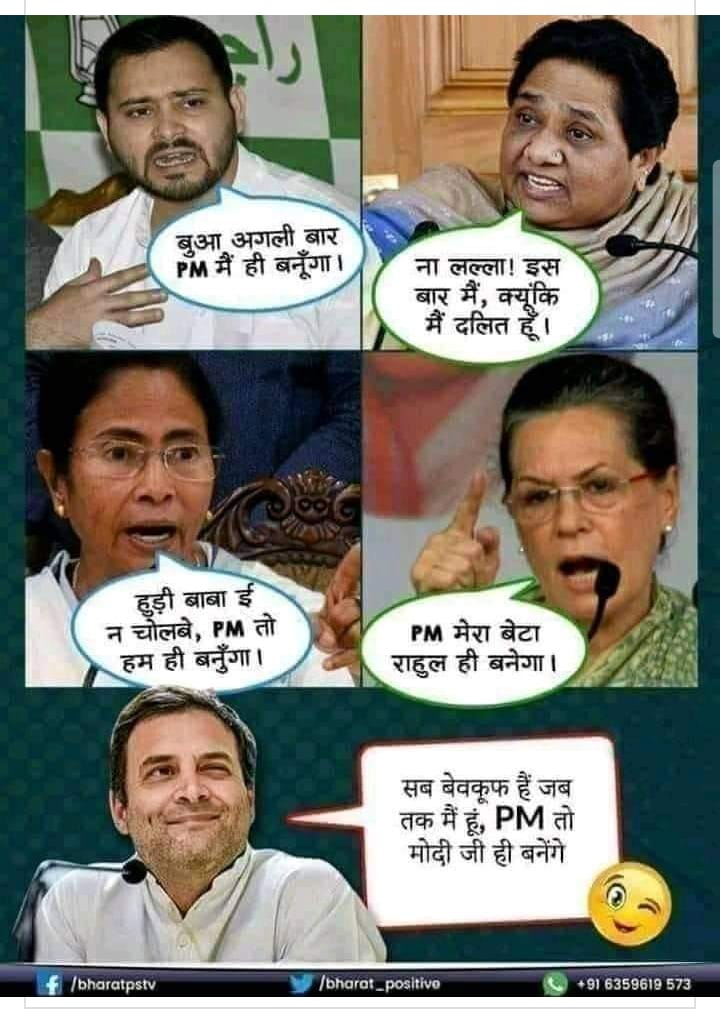 राज
बुआ अगली बार
PM मैं ही बनूँगा।
ना लल्ला! इस
बार मैं, क्यूंकि
मैं दलित हूँ।
हुड़ी बाबा ई
न चोलबे, PM तो
हम ही बनुँगा।
PM मेरा बेटा
राहुल ही बनेगा।
सब बेवकूफ हैं जब
तक मैं हूं, PM तो
मोदी जी ही बनेंगे
/bharatpstv
/bharat_positive
+91 6359619 573